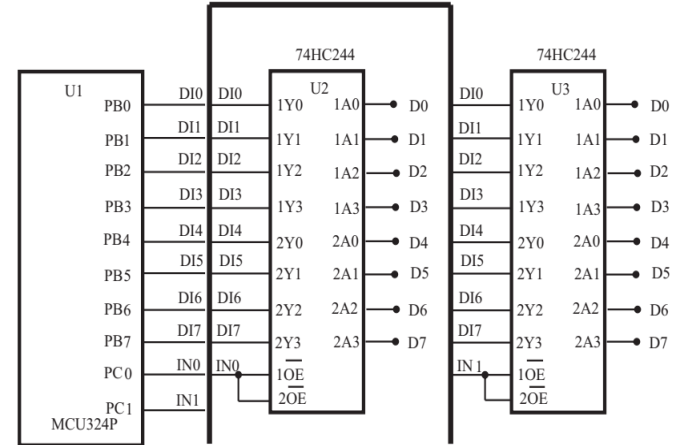 74HC244 74HC244
U1 U2 U3
PB0 DI0 DI0 1Y0 1A0 D0 DI0 1Y0 1A0 D0
PB1 DI1 DI1 1Y1 1A1 D1 DI1 1Y1 1A1 D1
PB2 DI2 DI2 1Y2 1A2 D2 DI2 1Y2 1A2 D2
PB3 DI3 DI3 1Y3 1A3 D3 DI3 1Y3 1A3 D3
PB4 DI4 DI4 2Y0 2A0 D4 DI4 2Y0 2A0 D4
PB5 DI5 DI5 2Y1 2A1 D5 DI5 2Y1 2A1 D5
PB6 DI6 DI6 2Y2 2A2 D6 DI6 2Y2 2A2 D6
PB7 DI7 DI7 2Y3 2A3 D7 DI7 2Y3 2A3 D7
PC0 IN0 IN0 1O̅E̅ IN1 1O̅E̅
PC1 IN1 2O̅E̅ 2O̅E̅
MCU324P